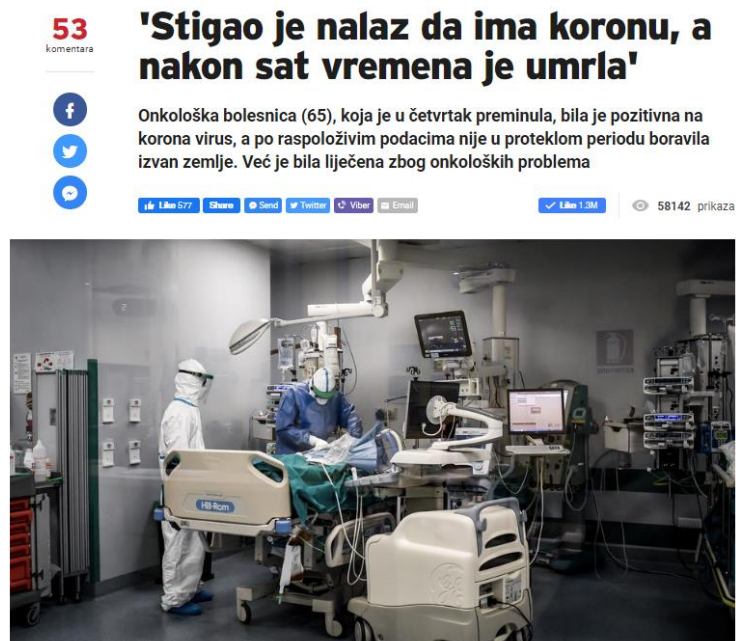 53
komentara
'Stigao je nalaz da ima koronu, a
nakon sat vremena je umrla'
Onkološka bolesnica (65), koja je u četvrtak preminula, bila je pozitivna na
korona virus, a po raspoloživim podacima nije u proteklom periodu boravila
izvan zemlje. Već je bila liječena zbog onkoloških problema
Like 577 Share Send Twitter Viber Email
Like 1.3M
58142 prikaza
Hill-Rom